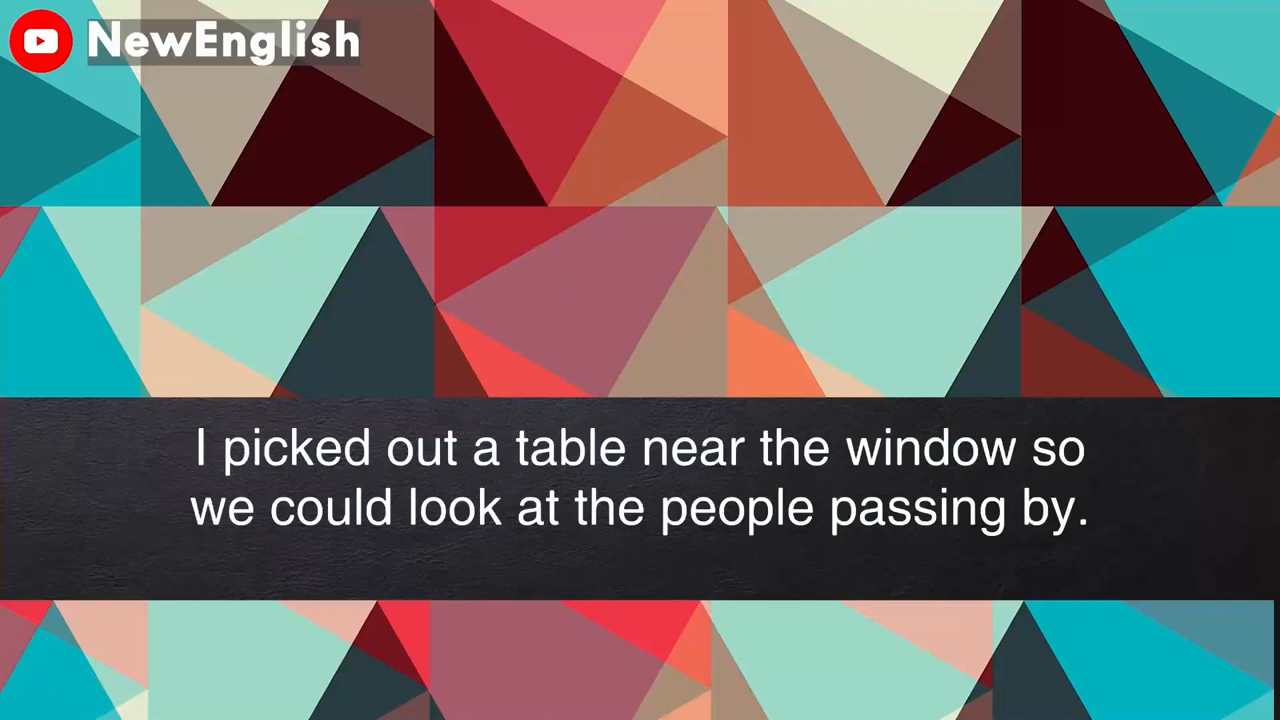 NewEnglish
I picked out a table near the window so
we could look at the people passing by.